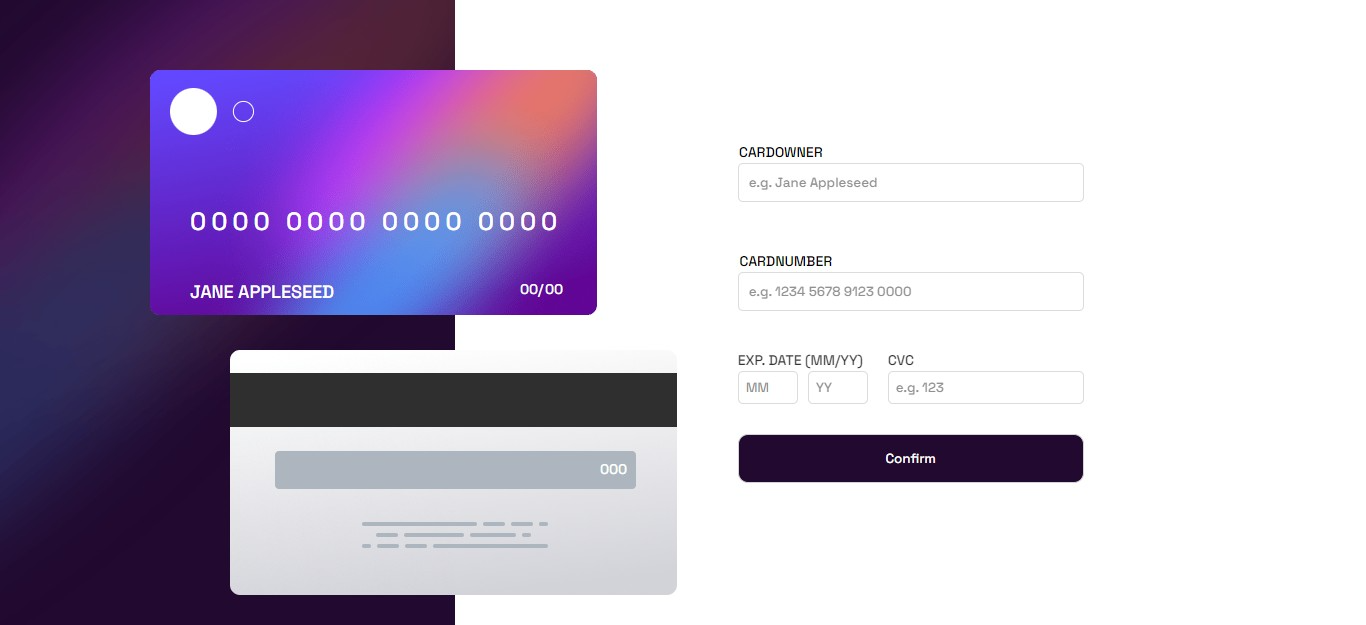 0000 0000 0000 0000
JANE APPLESEED
00/00
000
CARDOWNER
e.g. Jane Appleseed
CARDNUMBER
e.g. 1234 5678 9123 0000
EXP. DATE (MM/YY) CVC
MM YY e.g. 123
Confirm